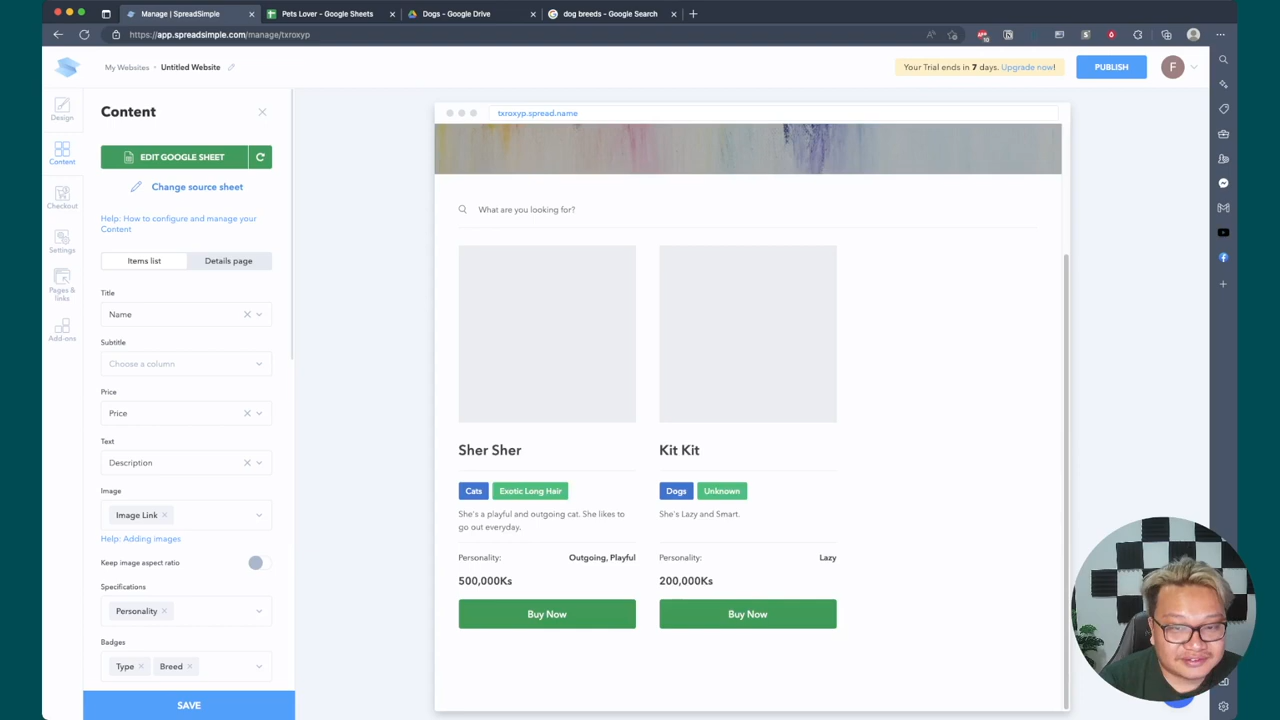 Manage | SpreadSimple
Pets Lover - Google Sheets
Dogs - Google Drive
dog breeds - Google Search
https://app.spreadsimple.com/manage/txroxyp
My Websites
Untitled Website
Your Trial ends in 7 days. Upgrade now!
PUBLISH
F
Design
Content
Checkout
Settings
Pages &
links
Add-ons
Content
EDIT GOOGLE SHEET
Change source sheet
Help: How to configure and manage your
Content
Items list
Details page
Title
Name
Subtitle
Choose a column
Price
Price
Text
Description
Image
Image Link
Help: Adding images
Keep image aspect ratio
Specifications
Personality
Badges
Type
Breed
SAVE
txroxyp.spread.name
What are you looking for?
Sher Sher
Cats
Exotic Long Hair
She's a playful and outgoing cat. She likes to
go out everyday.
Personality:
Outgoing, Playful
500,000Ks
Buy Now
Kit Kit
Dogs
Unknown
She's Lazy and Smart.
Personality:
Lazy
200,000Ks
Buy Now